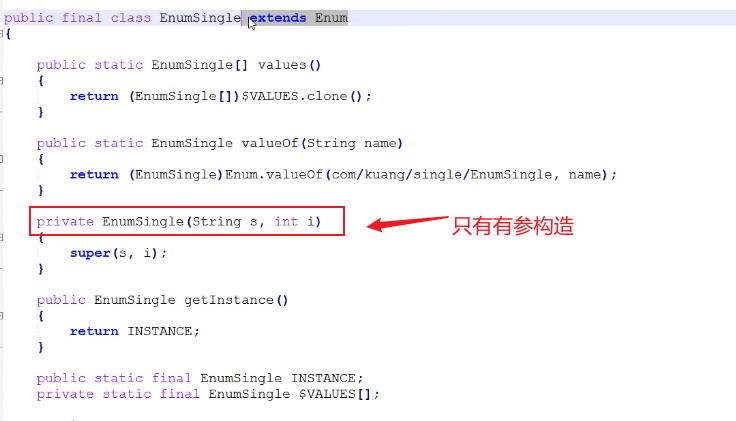 public final class EnumSingle extends Enum
{
public static EnumSingle[] values()
{
return (EnumSingle[])$VALUES.clone();
}
public static EnumSingle valueOf(String name)
{
return (EnumSingle)Enum.valueOf(com/kuang/single/EnumSingle, name);
}
private EnumSingle(String s, int i)
只有有参构造
{
super(s, i);
}
public EnumSingle getInstance()
{
return INSTANCE;
}
public static final EnumSingle INSTANCE;
private static final EnumSingle $VALUES[];